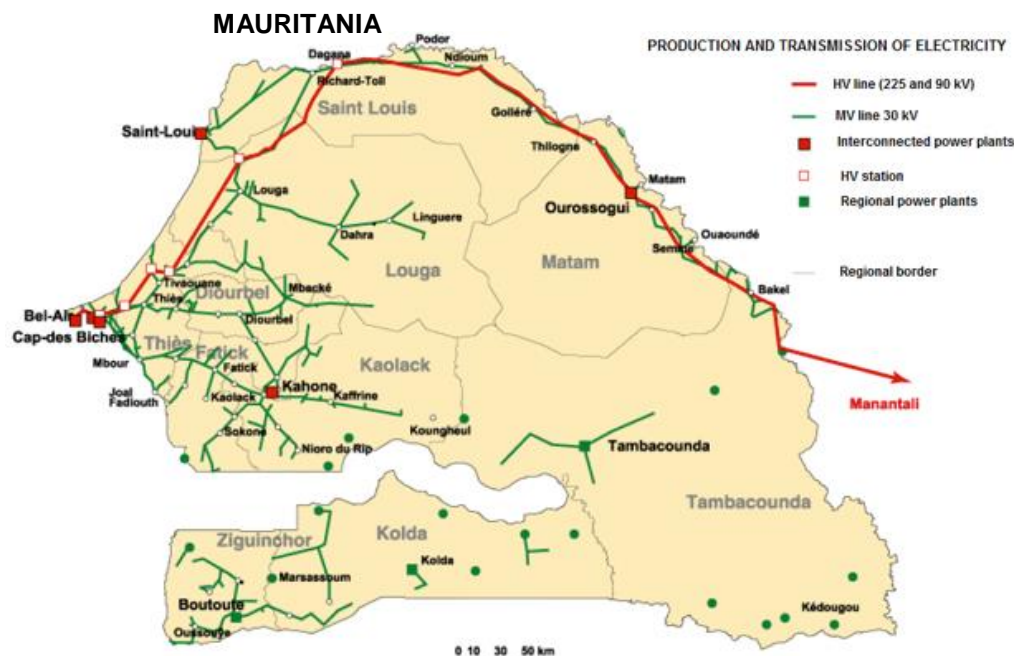 MAURITANIA
PRODUCTION AND TRANSMISSION OF ELECTRICITY
HV line (225 and 90 kV)
MV line 30 kV
Interconnected power plants
HV station
Regional power plants
Regional border
Podor
Dagana
Ndioum
Richard-Toll
Saint Louis
Golléré
Saint-Loui
Thilogne
Matam
Louga
Ourossogui
Linguere
Dahra
Ouaoundé
Semme
Louga
Matam
Tivaouane
Diourbel
Mbacké
Bakel
Thiès
Bel-Air
Diourbel
Cap-des Biches
Thiès
Mbour
Fatick
Kaolack
Fatick
Joal
Fadiouth
Kahone
Kaolack
Kaffrine
Manantali
Sokone
Koungheul
Nioro du Rip
Tambacounda
Tambacounda
Ziguinchor
Kolda
Kolda
Marsassoum
Boutoute
Kédougou
Oussouye
0 10 30 50 km